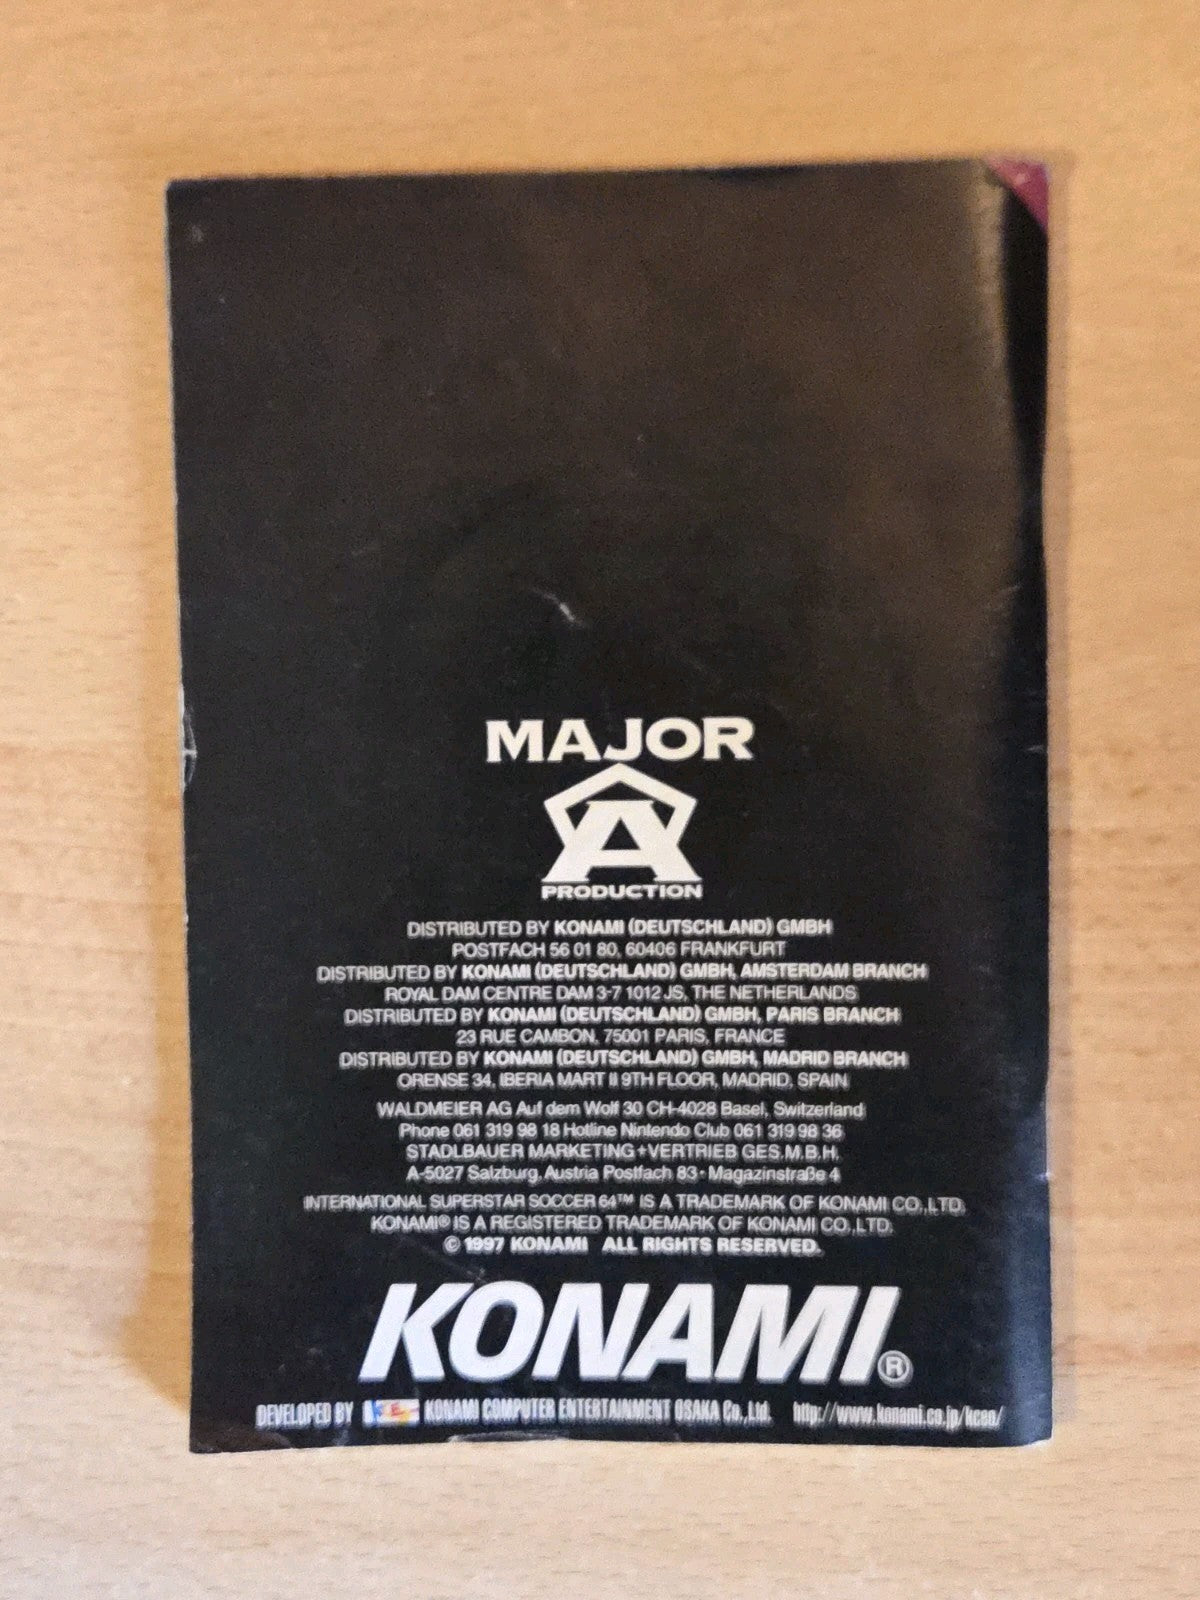 MAJOR
A
PRODUCTION
DISTRIBUTED BY KONAMI (DEUTSCHLAND) GMBH
POSTFACH 56 01 80, 60406 FRANKFURT
DISTRIBUTED BY KONAMI (DEUTSCHLAND) GMBH, AMSTERDAM BRANCH
ROYAL DAM CENTRE DAM 3-7 1012 JS, THE NETHERLANDS
DISTRIBUTED BY KONAMI (DEUTSCHLAND) GMBH, PARIS BRANCH
23 RUE CAMBON, 75001 PARIS, FRANCE
DISTRIBUTED BY KONAMI (DEUTSCHLAND) GMBH, MADRID BRANCH
ORENSE 34, IBERIA MART II 9TH FLOOR, MADRID, SPAIN
WALDMEIER AG Auf dem Wolf 30 CH-4028 Basel, Switzerland
Phone 061 319 98 18 Hotline Nintendo Club 061 319 98 36
STADLBAUER MARKETING+VERTRIEB GES.M.B.H.
A-5027 Salzburg, Austria Postfach 83 · Magazinstraße 4
INTERNATIONAL SUPERSTAR SOCCER 64™ IS A TRADEMARK OF KONAMI CO.,LTD.
KONAMI® IS A REGISTERED TRADEMARK OF KONAMI CO.,LTD.
© 1997 KONAMI ALL RIGHTS RESERVED.
KONAMI®
DEVELOPED BY KONAMI COMPUTER ENTERTAINMENT OSAKA Co., Ltd. http://www.konami.co.jp/kceo/